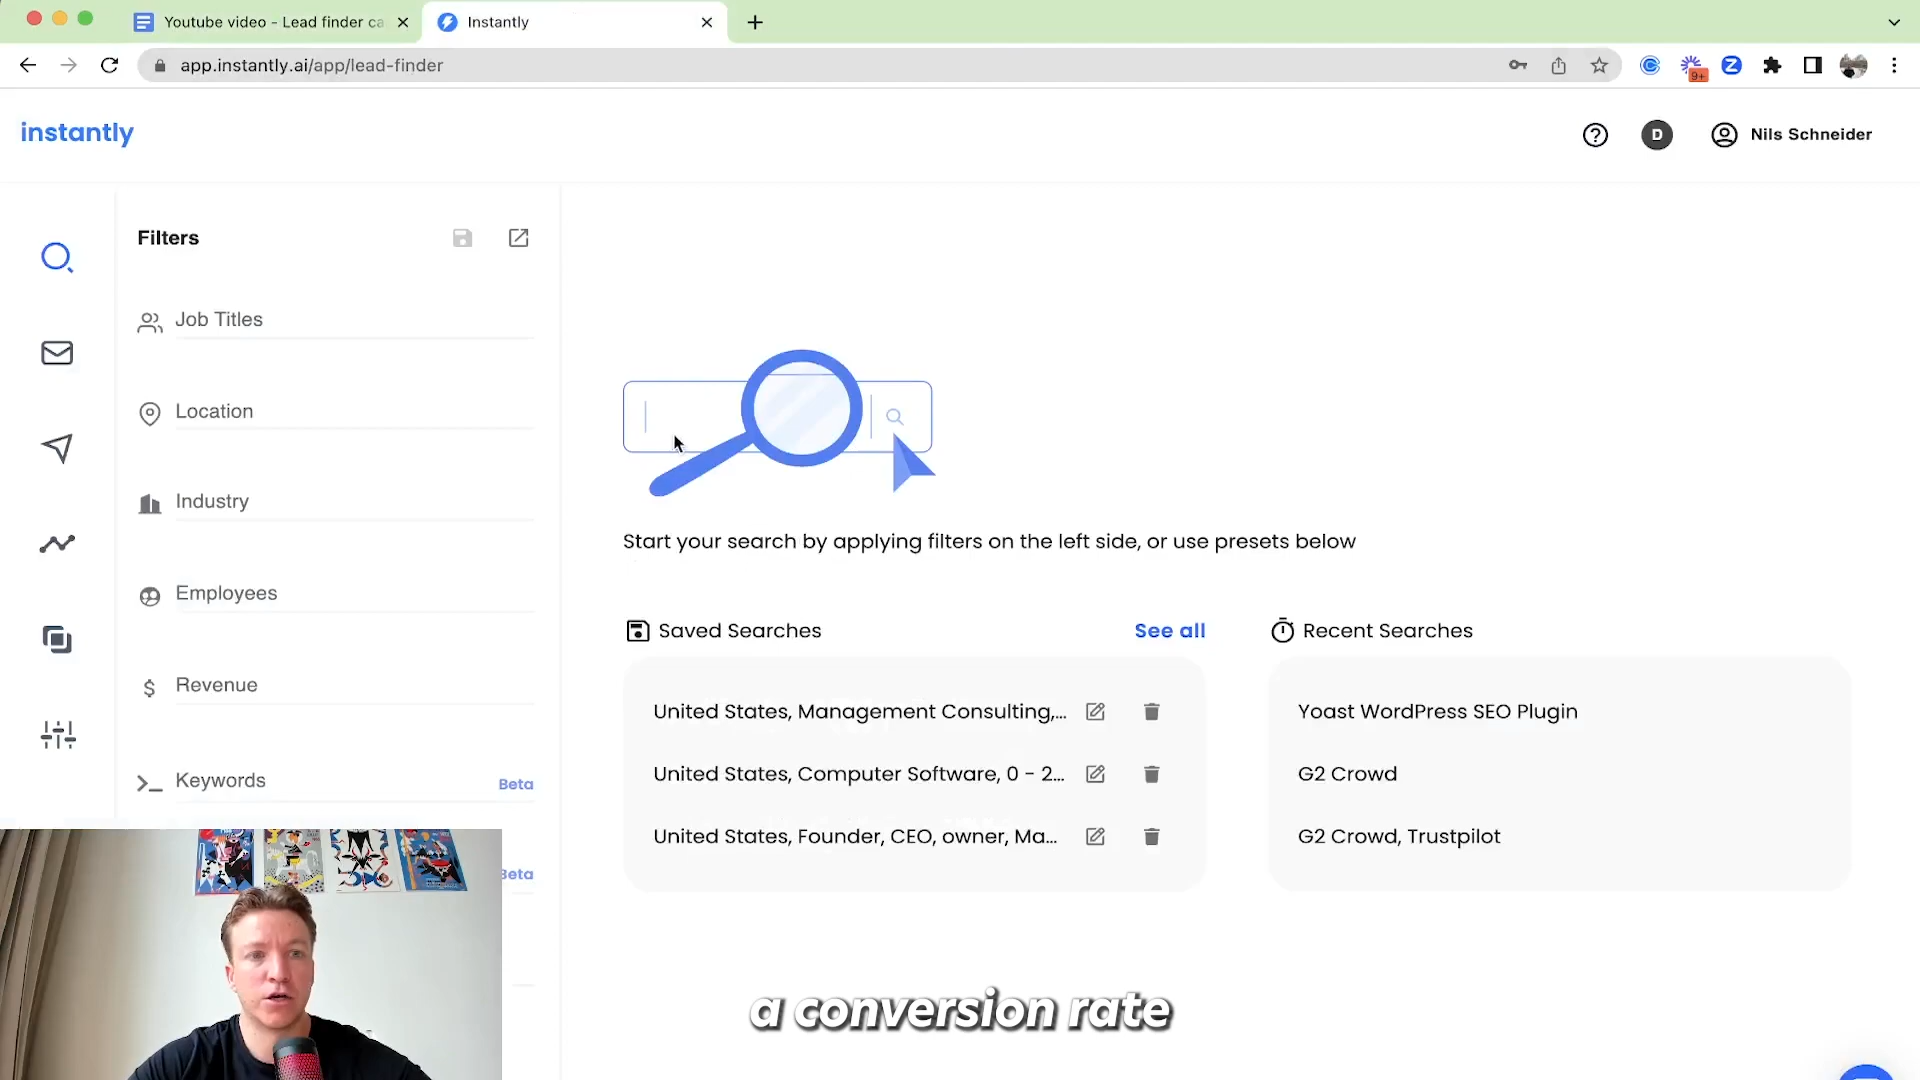 Youtube video - Lead finder ca
Instantly
app.instantly.ai/app/lead-finder
9+
instantly
D
Nils Schneider
Filters
Job Titles
Location
Industry
Employees
Revenue
Keywords
Beta
Beta
Start your search by applying filters on the left side, or use presets below
Saved Searches
See all
United States, Management Consulting,...
United States, Computer Software, 0 - 2...
United States, Founder, CEO, owner, Ma...
Recent Searches
Yoast WordPress SEO Plugin
G2 Crowd
G2 Crowd, Trustpilot
a conversion rate